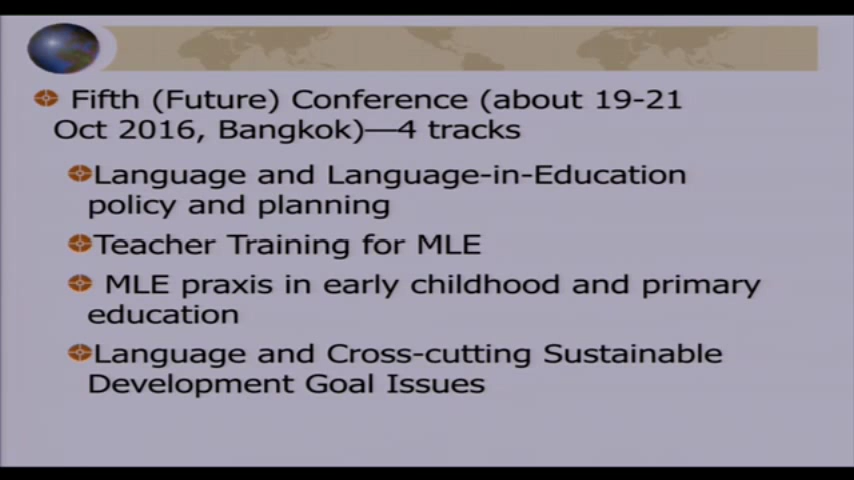 Fifth (Future) Conference (about 19-21
Oct 2016, Bangkok)—4 tracks
Language and Language-in-Education
policy and planning
Teacher Training for MLE
MLE praxis in early childhood and primary
education
Language and Cross-cutting Sustainable
Development Goal Issues